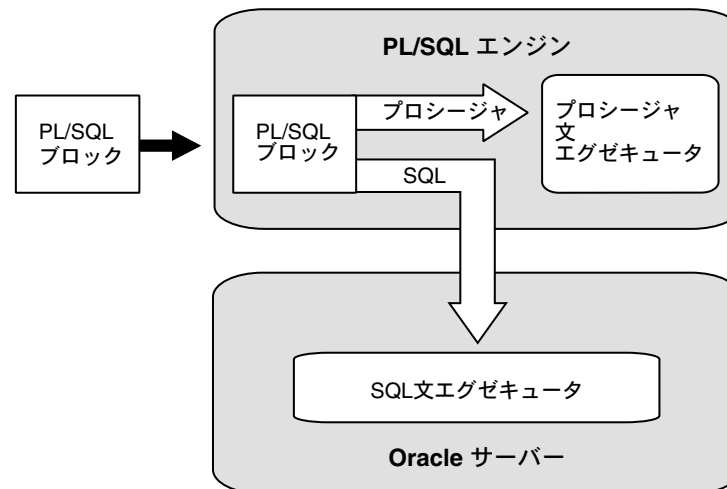 PL/SQL エンジン
PL/SQL
ブロック
PL/SQL
ブロック
プロシージャ
プロシージャ
文
エグゼキュータ
SQL
SQL文エグゼキュータ
Oracle サーバー